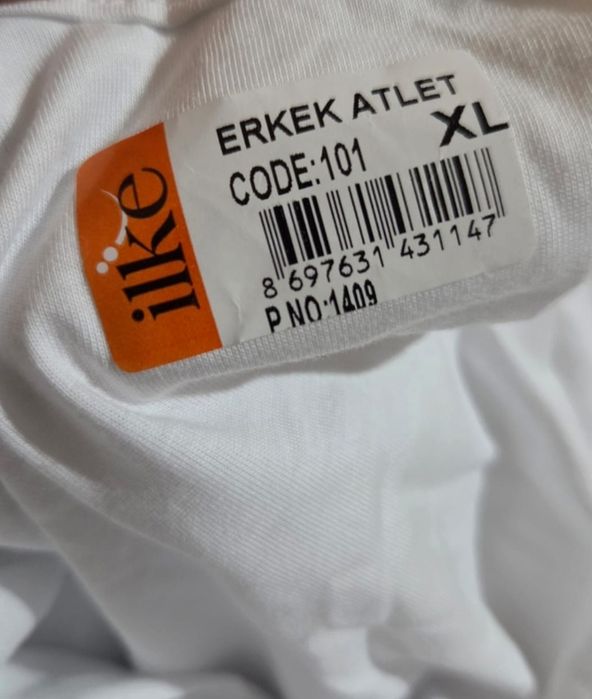 ilke
ERKEK ATLET
XL
CODE:101
8 697631 431147
P NO:1409